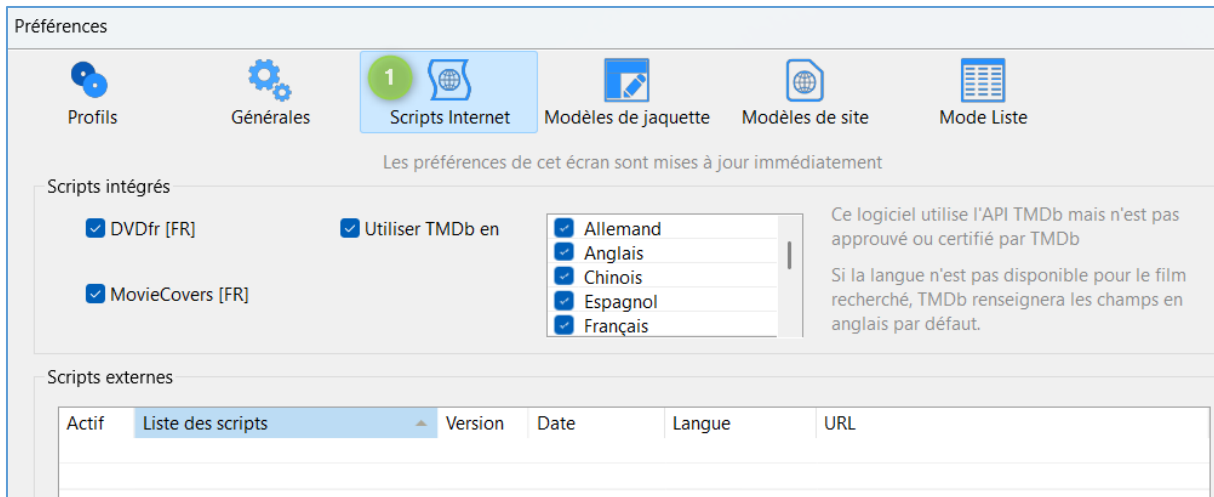 Préférences
1
Profils
Générales
Scripts Internet
Modèles de jaquette
Modèles de site
Mode Liste
Les préférences de cet écran sont mises à jour immédiatement
Scripts intégrés
DVDfr [FR]
MovieCovers [FR]
Utiliser TMDb en
Allemand
Anglais
Chinois
Espagnol
Français
Ce logiciel utilise l'API TMDb mais n'est pas
approuvé ou certifié par TMDb
Si la langue n'est pas disponible pour le film
recherché, TMDb renseignera les champs en
anglais par défaut.
Scripts externes
Actif
Liste des scripts
Version
Date
Langue
URL